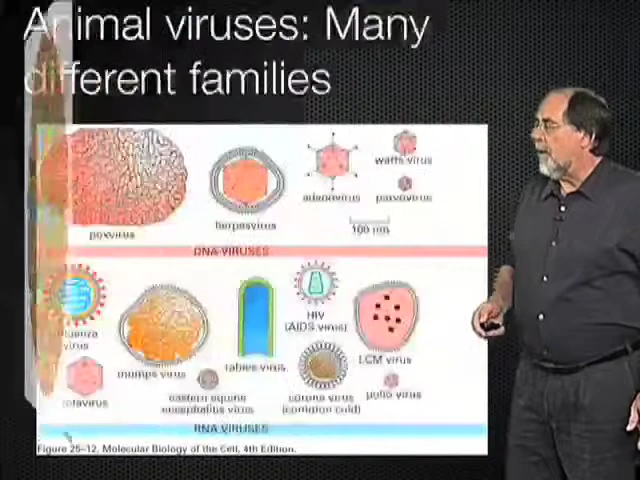 Animal viruses: Many
different families
poxvirus
herpesvirus
adenovirus
warts virus
parvovirus
100 nm
DNA VIRUSES
virus
mumps virus
rabies virus
HIV
(AIDS virus)
LCM virus
rotavirus
eastern equine
encephalitis virus
corona virus
(common cold)
polio virus
RNA VIRUSES
Figure 25–12. Molecular Biology of the Cell, 4th Edition.